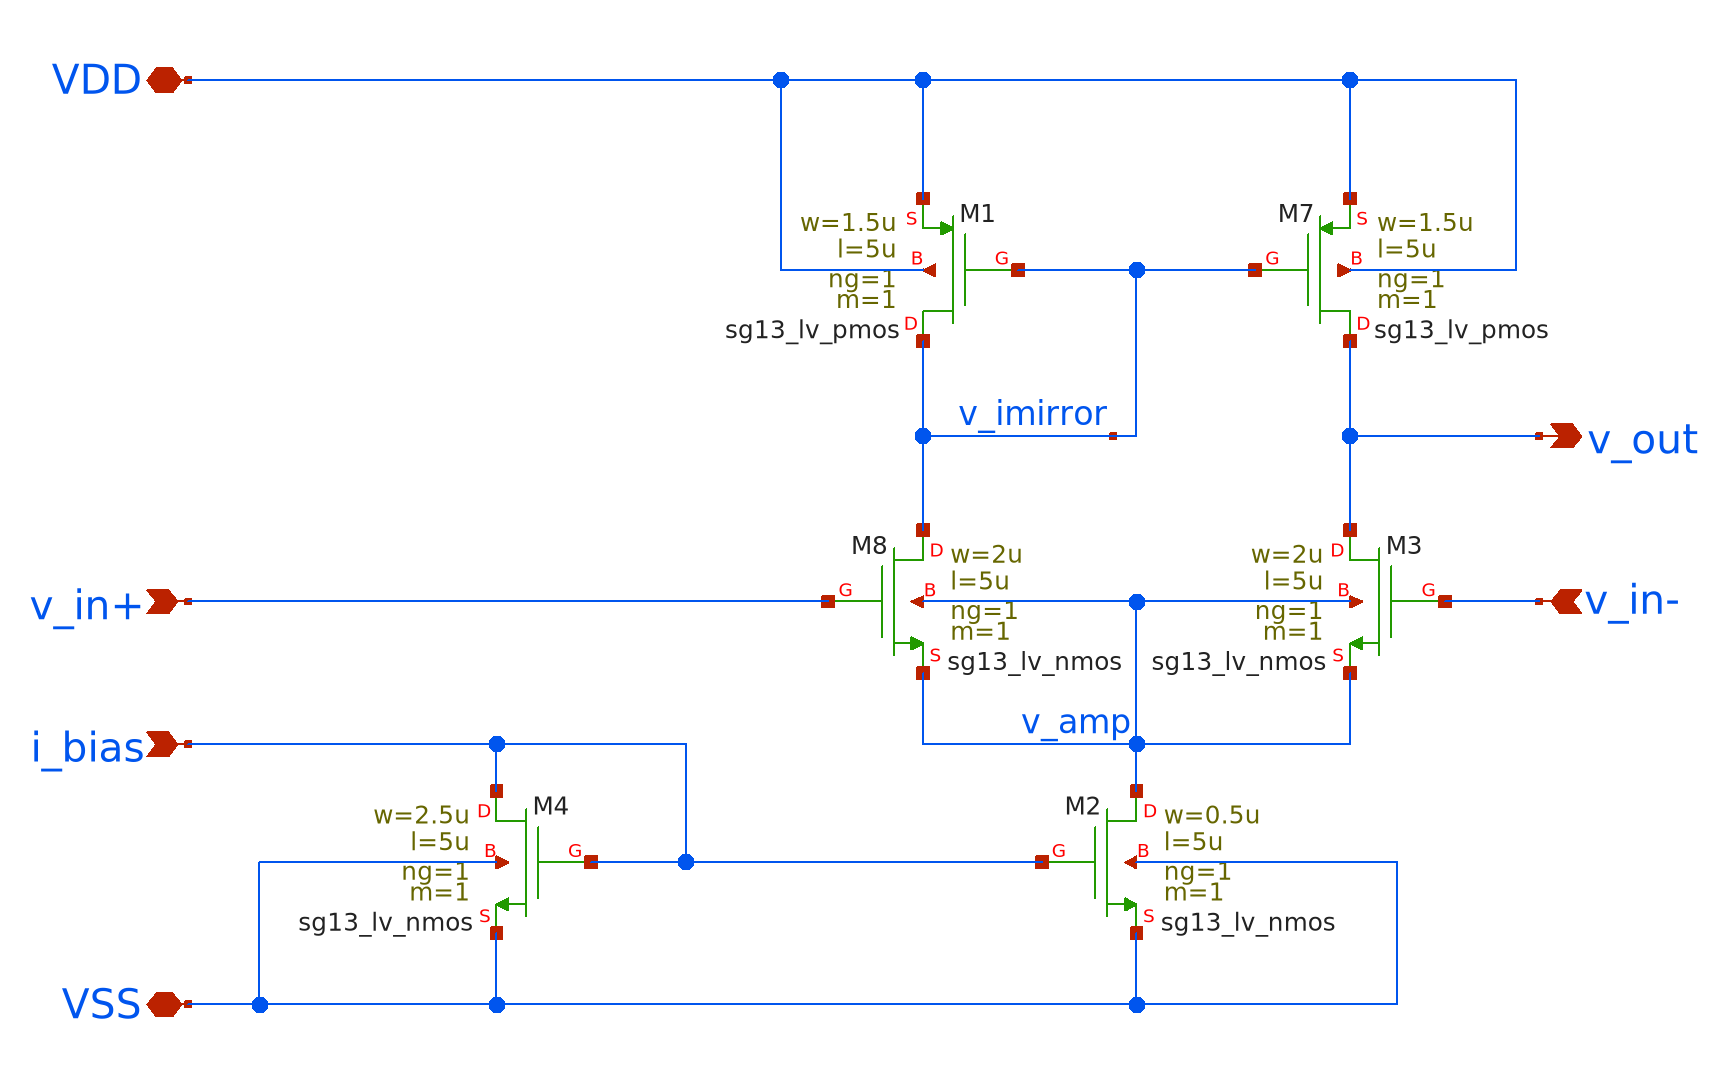 VDD
S
M1
w=1.5u
l=5u
B
G
ng=1
m=1
D
sg13_lv_pmos
M7
S
w=1.5u
l=5u
G
B
ng=1
m=1
D
sg13_lv_pmos
v_imirror
v_out
M8
D
w=2u
l=5u
G
B
ng=1
m=1
S
sg13_lv_nmos
w=2u
D
M3
l=5u
B
G
ng=1
m=1
S
sg13_lv_nmos
v_in+
v_in-
v_amp
i_bias
w=2.5u
D
M4
l=5u
B
G
ng=1
m=1
S
sg13_lv_nmos
M2
D
w=0.5u
l=5u
G
B
ng=1
m=1
S
sg13_lv_nmos
VSS